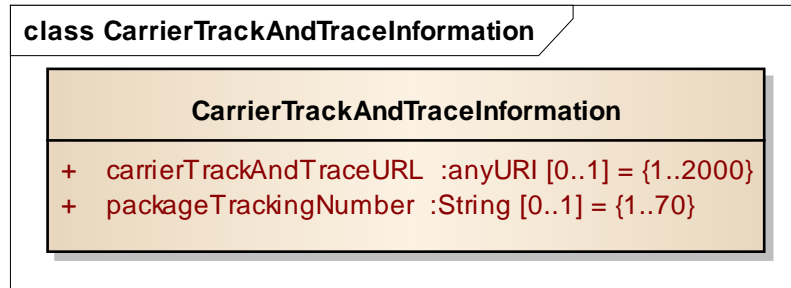 class CarrierTrackAndTraceInformation
CarrierTrackAndTraceInformation
+ carrierTrackAndTraceURL :anyURI [0..1] = {1..2000}
+ packageTrackingNumber :String [0..1] = {1..70}